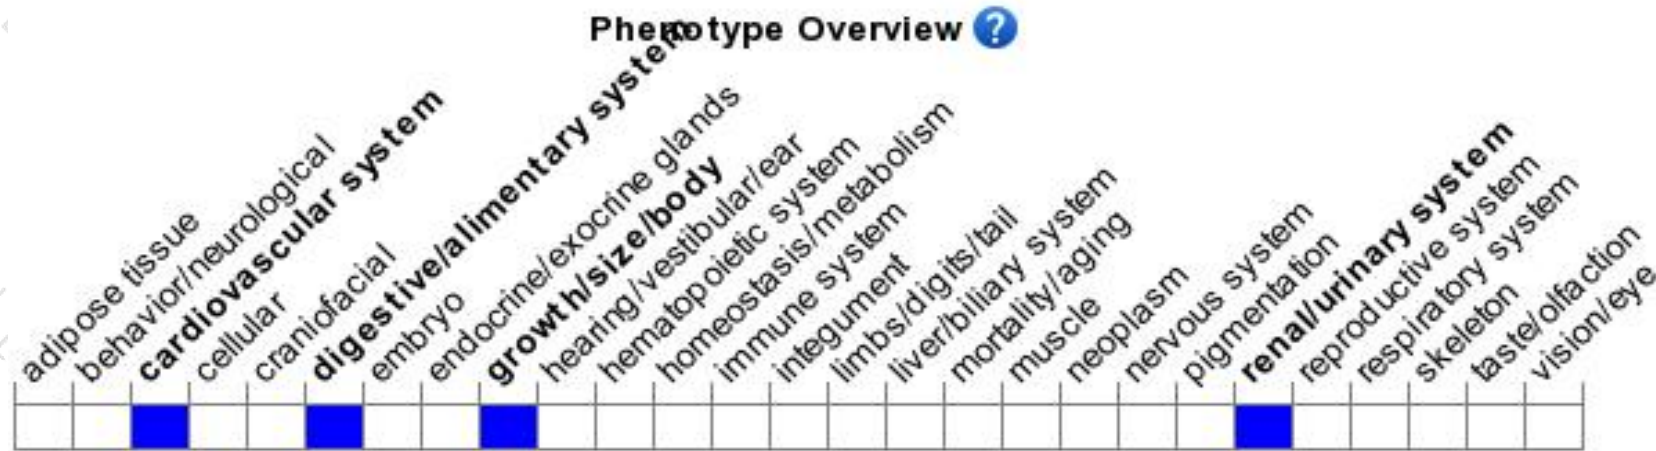 Phenotype Overview ?
adipose tissue
behavior/neurological
cardiovascular system
cellular
craniofacial
digestive/alimentary system
embryo
endocrine/exocrine glands
growth/size/body
hearing/vestibular/ear
hematopoietic system
homeostasis/metabolism
immune system
integument
limbs/digits/tail
liver/biliary system
mortality/aging
muscle
neoplasm
nervous system
pigmentation
renal/urinary system
reproductive system
respiratory system
skeleton
taste/olfaction
vision/eye